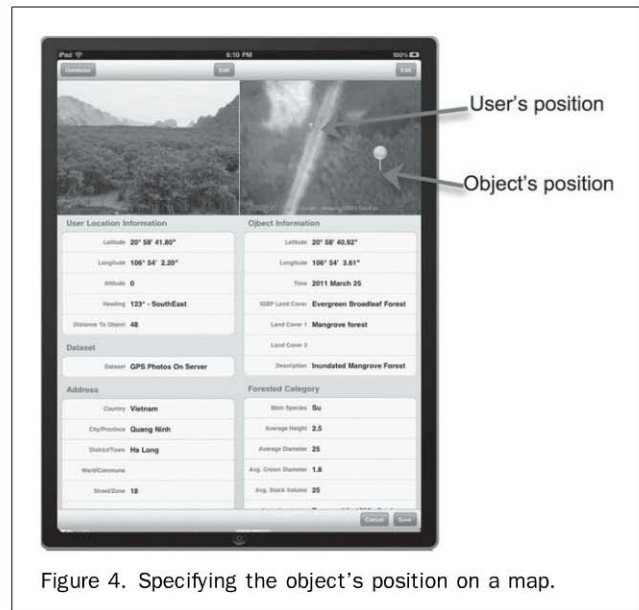 iPad 6:10 PM 100%
Database Edit Edit
User's position
Object's position
User Location Information
Latitude 20° 58' 41.80"
Longitude 106° 54' 2.20"
Altitude 0
Heading 123° - SouthEast
Distance To Object 48
Dataset
Dataset GPS Photos On Server
Address
Country Vietnam
City/Province Quang Ninh
District/Town Ha Long
Ward/Commune
Street/Zone 18
Ojbect Information
Latitude 20° 58' 40.92"
Longitude 106° 54' 3.61"
Time 2011 March 25
IGBP Land Cover Evergreen Broadleaf Forest
Land Cover 1 Mangrove forest
Land Cover 2
Description Inundated Mangrove Forest
Forested Category
Main Species Su
Average Height 2.5
Average Diameter 25
Avg. Crown Diameter 1.8
Avg. Stock Volume 25
Cancel Save
Figure 4. Specifying the object's position on a map.